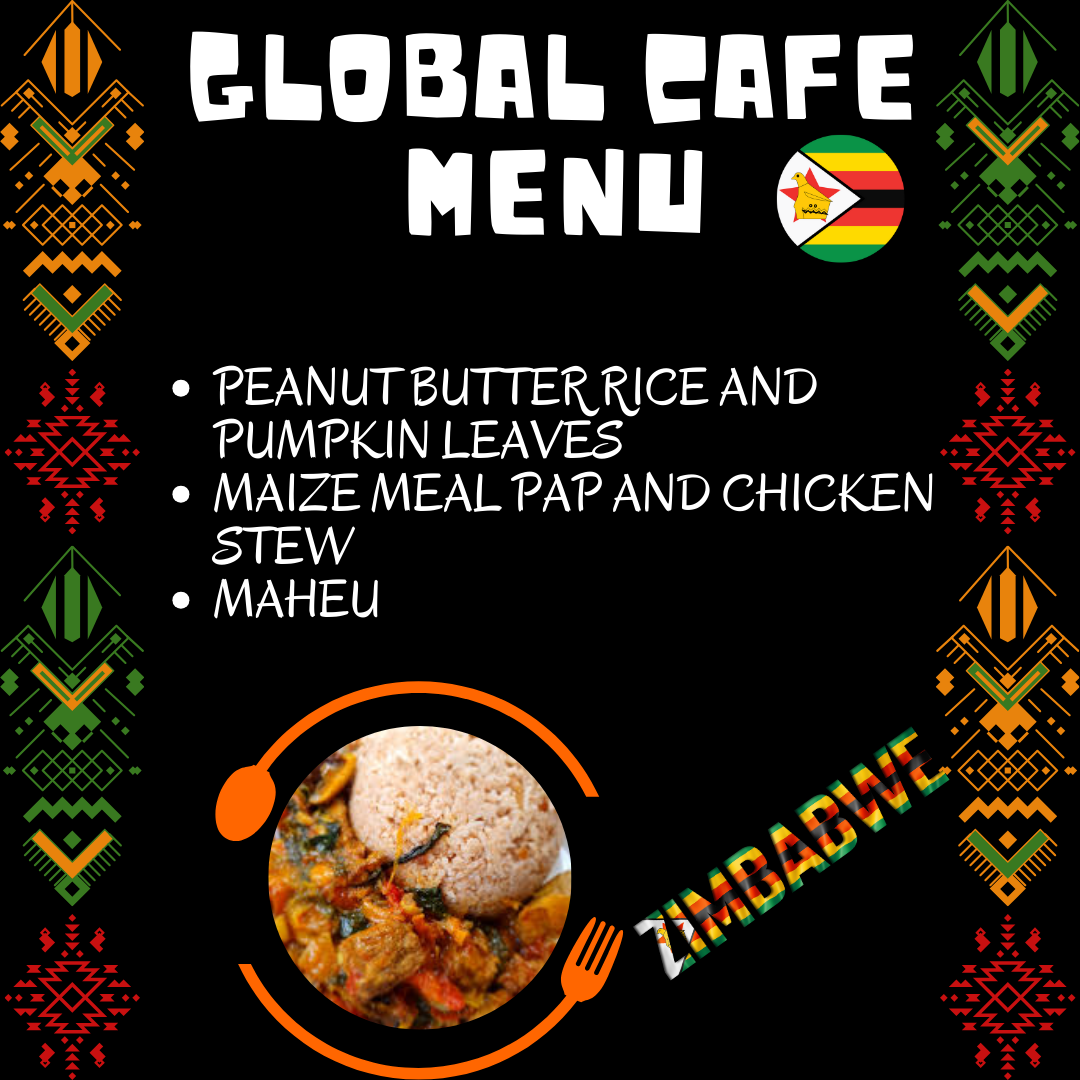 GLOBAL CAFE
MENU
PEANUT BUTTER RICE AND
PUMPKIN LEAVES
MAIZE MEAL PAP AND CHICKEN
STEW
MAHEU
ZIMBABWE